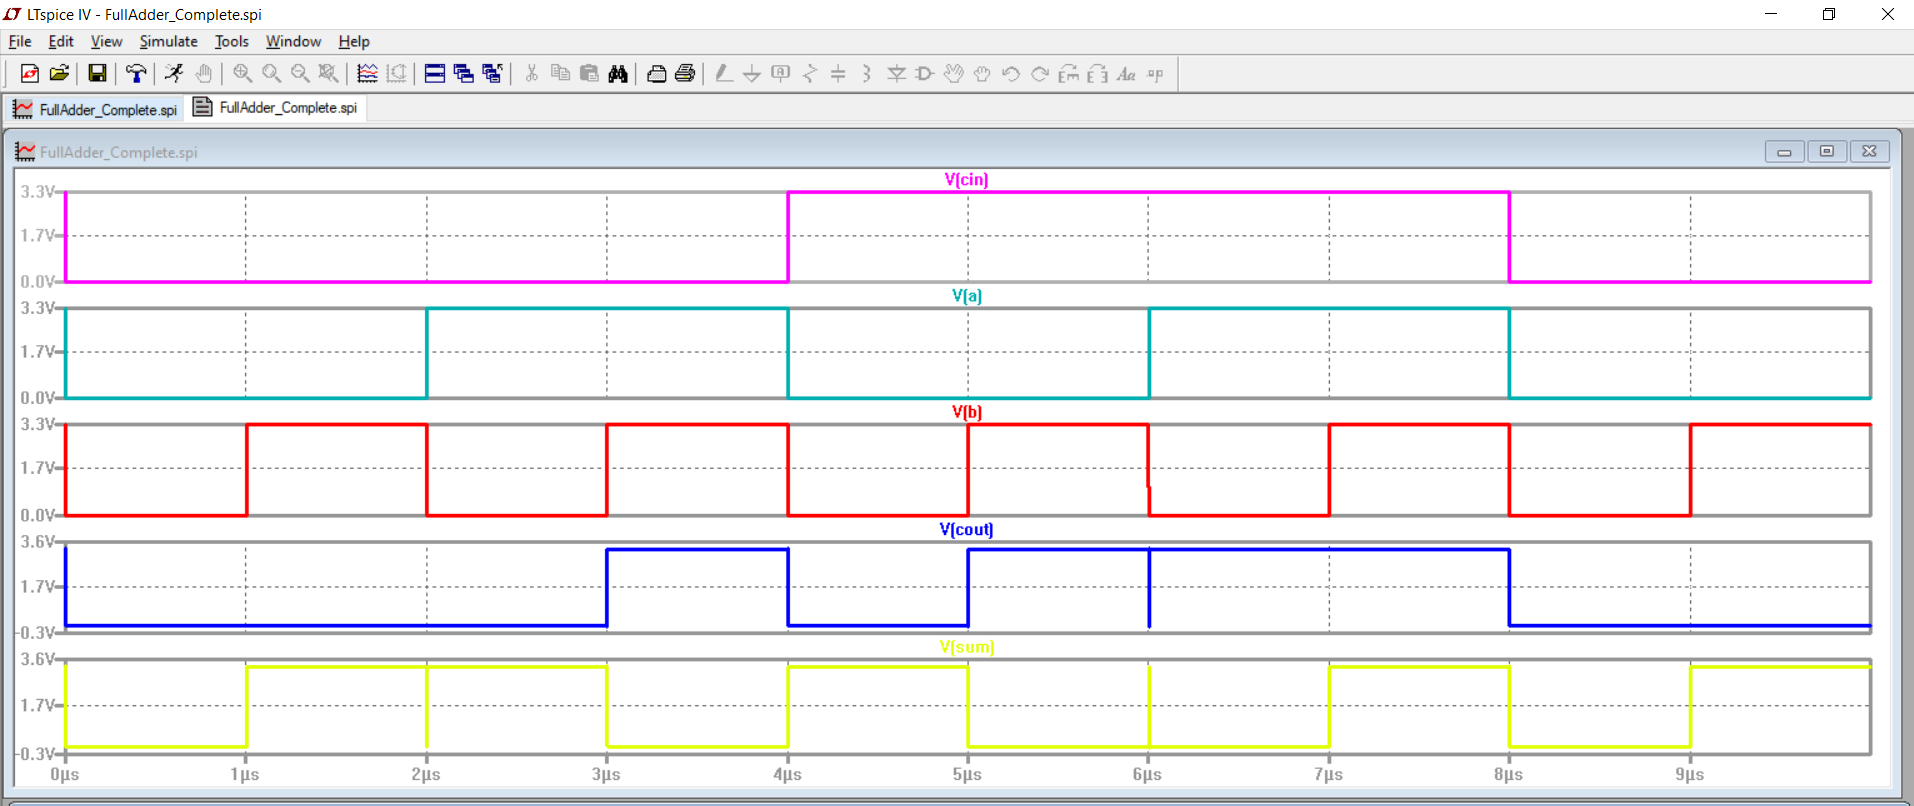 LTspice IV - FullAdder_Complete.spi
File Edit View Simulate Tools Window Help
FullAdder_Complete.spi FullAdder_Complete.spi
FullAdder_Complete.spi
V(cin)
3.3V
1.7V
0.0V
V(a)
3.3V
1.7V
0.0V
V(b)
3.3V
1.7V
0.0V
V(cout)
3.6V
1.7V
-0.3V
V(sum)
3.6V
1.7V
-0.3V
0µs 1µs 2µs 3µs 4µs 5µs 6µs 7µs 8µs 9µs